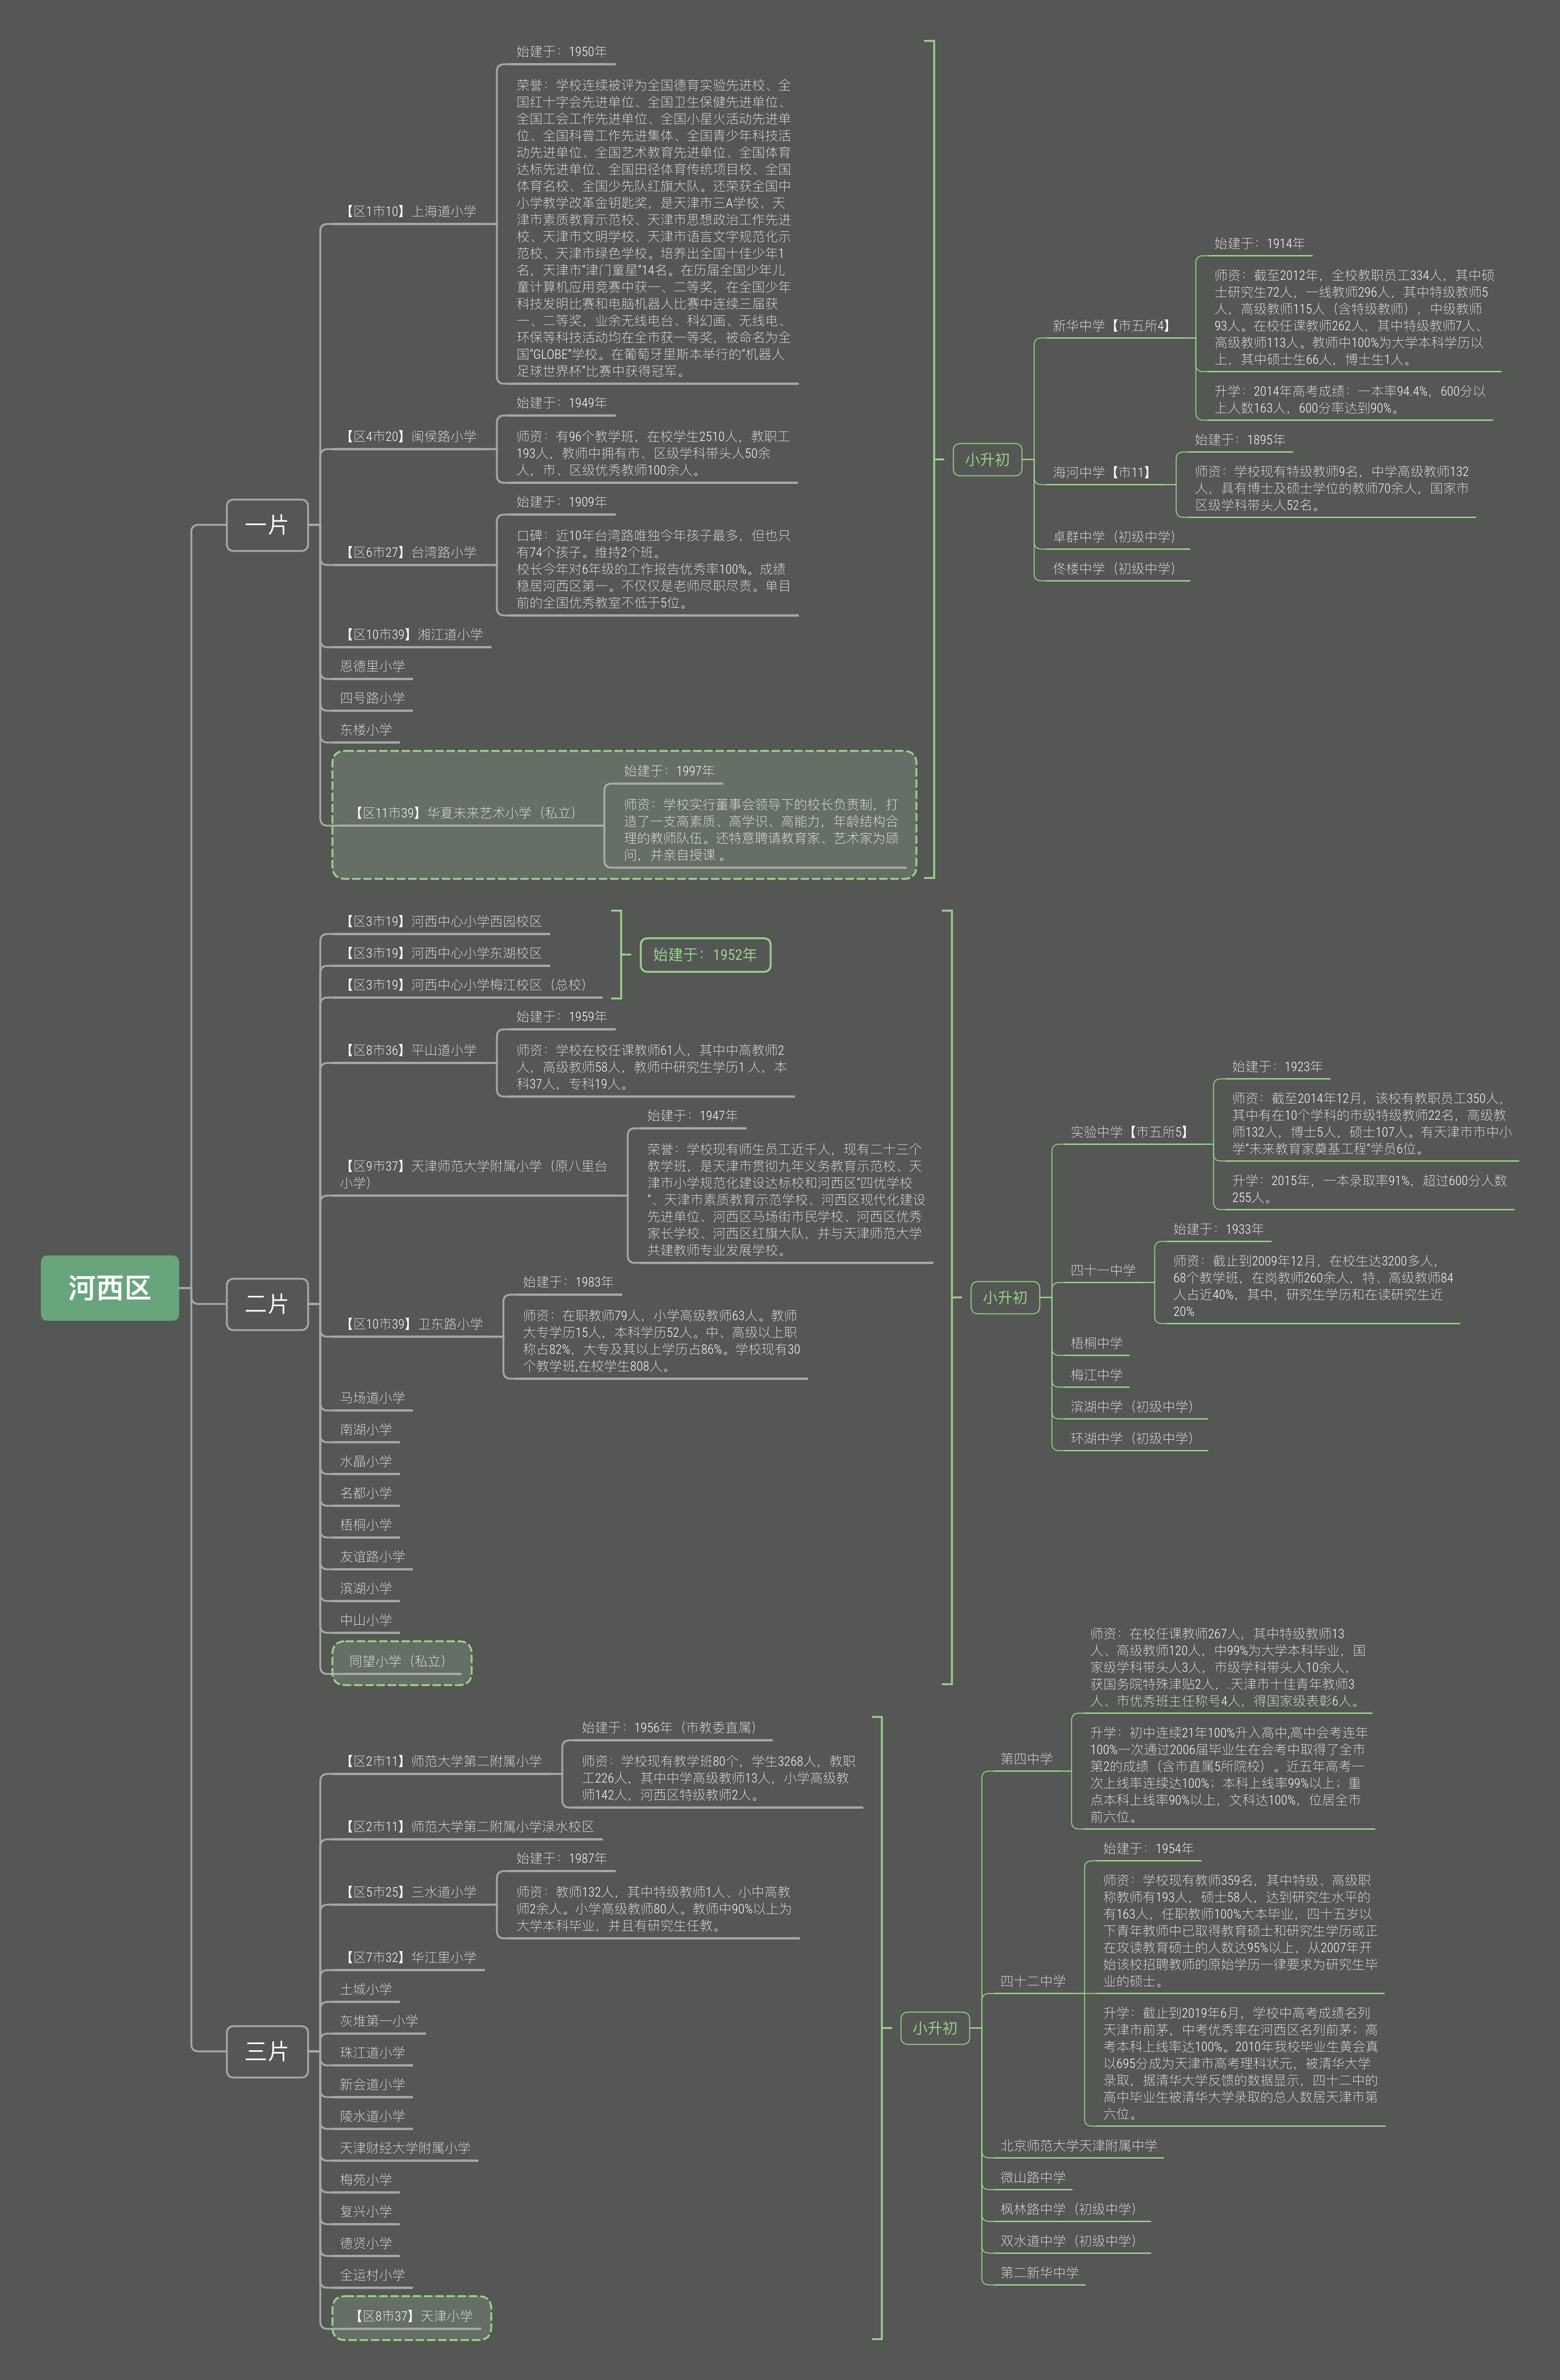 河西区
一片
【区1市10】上海道小学
始建于：1950年
荣誉：学校连续被评为全国德育实验先进校、全
国红十字会先进单位、全国卫生保健先进单位、
全国工会工作先进单位、全国小星火活动先进单
位、全国科普工作先进集体、全国青少年科技活
动先进单位、全国艺术教育先进单位、全国体育
达标先进单位、全国田径体育传统项目校、全国
体育名校、全国少先队红旗大队。还荣获全国中
小学教学改革金钥匙奖，是天津市三A学校、天
津市素质教育示范校、天津市思想政治工作先进
校、天津市文明学校、天津市语言文字规范化示
范校、天津市绿色学校。培养出全国十佳少年1
名，天津市"津门童星"14名。在历届全国少年儿
童计算机应用竞赛中获一、二等奖，在全国少年
科技发明比赛和电脑机器人比赛中连续三届获
一、二等奖，业余无线电台、科幻画、无线电、
环保等科技活动均在全市获一等奖，被命名为全
国"GLOBE"学校。在葡萄牙里斯本举行的"机器人
足球世界杯"比赛中获得冠军。
【区4市20】闽侯路小学
始建于：1949年
师资：有96个教学班，在校学生2510人，教职工
193人，教师中拥有市、区级学科带头人50余
人，市、区级优秀教师100余人。
【区6市27】台湾路小学
始建于：1909年
口碑：近10年台湾路唯独今年孩子最多，但也只
有74个孩子。维持2个班。
校长今年对6年级的工作报告优秀率100%。成绩
稳居河西区第一。不仅仅是老师尽职尽责。单目
前的全国优秀教室不低于5位。
【区10市39】湘江道小学
恩德里小学
四号路小学
东楼小学
【区11市39】华夏未来艺术小学（私立）
始建于：1997年
师资：学校实行董事会领导下的校长负责制，打
造了一支高素质、高学识、高能力，年龄结构合
理的教师队伍。还特意聘请教育家、艺术家为顾
问，并亲自授课 。
小升初
新华中学【市五所4】
始建于：1914年
师资：截至2012年，全校教职员工334人，其中硕
士研究生72人，一线教师296人，其中特级教师5
人，高级教师115人（含特级教师），中级教师
93人。在校任课教师262人，其中特级教师7人、
高级教师113人。教师中100%为大学本科学历以
上，其中硕士生66人，博士生1人。
升学：2014年高考成绩：一本率94.4%，600分以
上人数163人，600分率达到90%。
海河中学【市11】
始建于：1895年
师资：学校现有特级教师9名，中学高级教师132
人，具有博士及硕士学位的教师70余人，国家市
区级学科带头人52名。
卓群中学（初级中学）
佟楼中学（初级中学）
二片
【区3市19】河西中心小学西园校区
【区3市19】河西中心小学东湖校区
【区3市19】河西中心小学梅江校区（总校）
始建于：1952年
【区8市36】平山道小学
始建于：1959年
师资：学校在校任课教师61人，其中中高教师2
人，高级教师58人，教师中研究生学历1 人，本
科37人，专科19人。
【区9市37】天津师范大学附属小学（原八里台
小学）
始建于：1947年
荣誉：学校现有师生员工近千人，现有二十三个
教学班，是天津市贯彻九年义务教育示范校、天
津市小学规范化建设达标校和河西区"四优学校
"、天津市素质教育示范学校、河西区现代化建设
先进单位、河西区马场街市民学校、河西区优秀
家长学校、河西区红旗大队，并与天津师范大学
共建教师专业发展学校。
【区10市39】卫东路小学
始建于：1983年
师资：在职教师79人，小学高级教师63人。教师
大专学历15人，本科学历52人。中、高级以上职
称占82%，大专及其以上学历占86%。学校现有30
个教学班,在校学生808人。
马场道小学
南湖小学
水晶小学
名都小学
梧桐小学
友谊路小学
滨湖小学
中山小学
同望小学（私立）
小升初
实验中学【市五所5】
始建于：1923年
师资：截至2014年12月，该校有教职员工350人，
其中有在10个学科的市级特级教师22名，高级教
师132人，博士5人，硕士107人。有天津市市中小
学"未来教育家奠基工程"学员6位。
升学：2015年，一本录取率91%，超过600分人数
255人。
四十一中学
始建于：1933年
师资：截止到2009年12月，在校生达3200多人，
68个教学班，在岗教师260余人，特、高级教师84
人占近40%，其中，研究生学历和在读研究生近
20%
梧桐中学
梅江中学
滨湖中学（初级中学）
环湖中学（初级中学）
三片
【区2市11】师范大学第二附属小学
始建于：1956年（市教委直属）
师资：学校现有教学班80个，学生3268人，教职
工226人，其中中学高级教师13人，小学高级教
师142人，河西区特级教师2人。
【区2市11】师范大学第二附属小学渌水校区
【区5市25】三水道小学
始建于：1987年
师资：教师132人，其中特级教师1人、小中高教
师2余人。小学高级教师80人。教师中90%以上为
大学本科毕业，并且有研究生任教。
【区7市32】华江里小学
土城小学
灰堆第一小学
珠江道小学
新会道小学
陵水道小学
天津财经大学附属小学
梅苑小学
复兴小学
德贤小学
全运村小学
【区8市37】天津小学
小升初
第四中学
师资：在校任课教师267人，其中特级教师13
人、高级教师120人，中99%为大学本科毕业，国
家级学科带头人3人，市级学科带头人10余人，
获国务院特殊津贴2人，.天津市十佳青年教师3
人、市优秀班主任称号4人，得国家级表彰6人。
升学：初中连续21年100%升入高中,高中会考连年
100%一次通过2006届毕业生在会考中取得了全市
第2的成绩（含市直属5所院校）。近五年高考一
次上线率连续达100%；本科上线率99%以上；重
点本科上线率90%以上，文科达100%，位居全市
前六位。
四十二中学
始建于：1954年
师资：学校现有教师359名，其中特级、高级职
称教师有193人，硕士58人，达到研究生水平的
有163人，任职教师100%大本毕业，四十五岁以
下青年教师中已取得教育硕士和研究生学历或正
在攻读教育硕士的人数达95%以上，从2007年开
始该校招聘教师的原始学历一律要求为研究生毕
业的硕士。
升学：截止到2019年6月，学校中高考成绩名列
天津市前茅，中考优秀率在河西区名列前茅；高
考本科上线率达100%。2010年我校毕业生黄会真
以695分成为天津市高考理科状元，被清华大学
录取，据清华大学反馈的数据显示，四十二中的
高中毕业生被清华大学录取的总人数居天津市第
六位。
北京师范大学天津附属中学
微山路中学
枫林路中学（初级中学）
双水道中学（初级中学）
第二新华中学